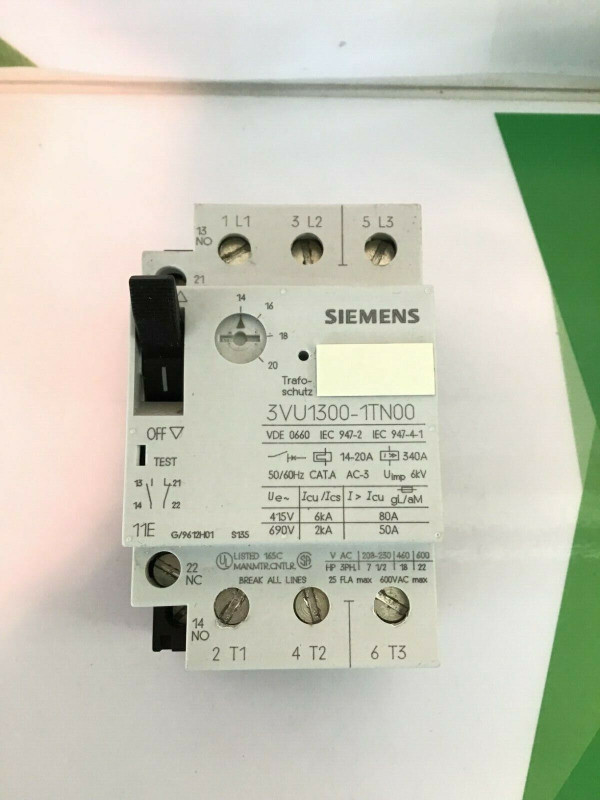 1 L1 3 L2 5 L3
13
NO
21
14
16
18
20
SIEMENS
Trafo-
schutz
3VU1300-1TN00
VDE 0660 IEC 947-2 IEC 947-4-1
14-20A 340A
50/60Hz CAT.A AC-3 Uimp 6kV
Ue~ Icu/Ics I > Icu gL/aM
415V 6kA 80A
690V 2kA 50A
OFF
TEST
13 21
14 22
11E
G/9612H01 S135
UL LISTED 165C SA
MAN.MTR.CNTLR.
BREAK ALL LINES
V AC 208-230 460 600
HP 3PH. 7 1/2 18 22
25 FLA max 600VAC max
22
NC
14
NO
2 T1 4 T2 6 T3